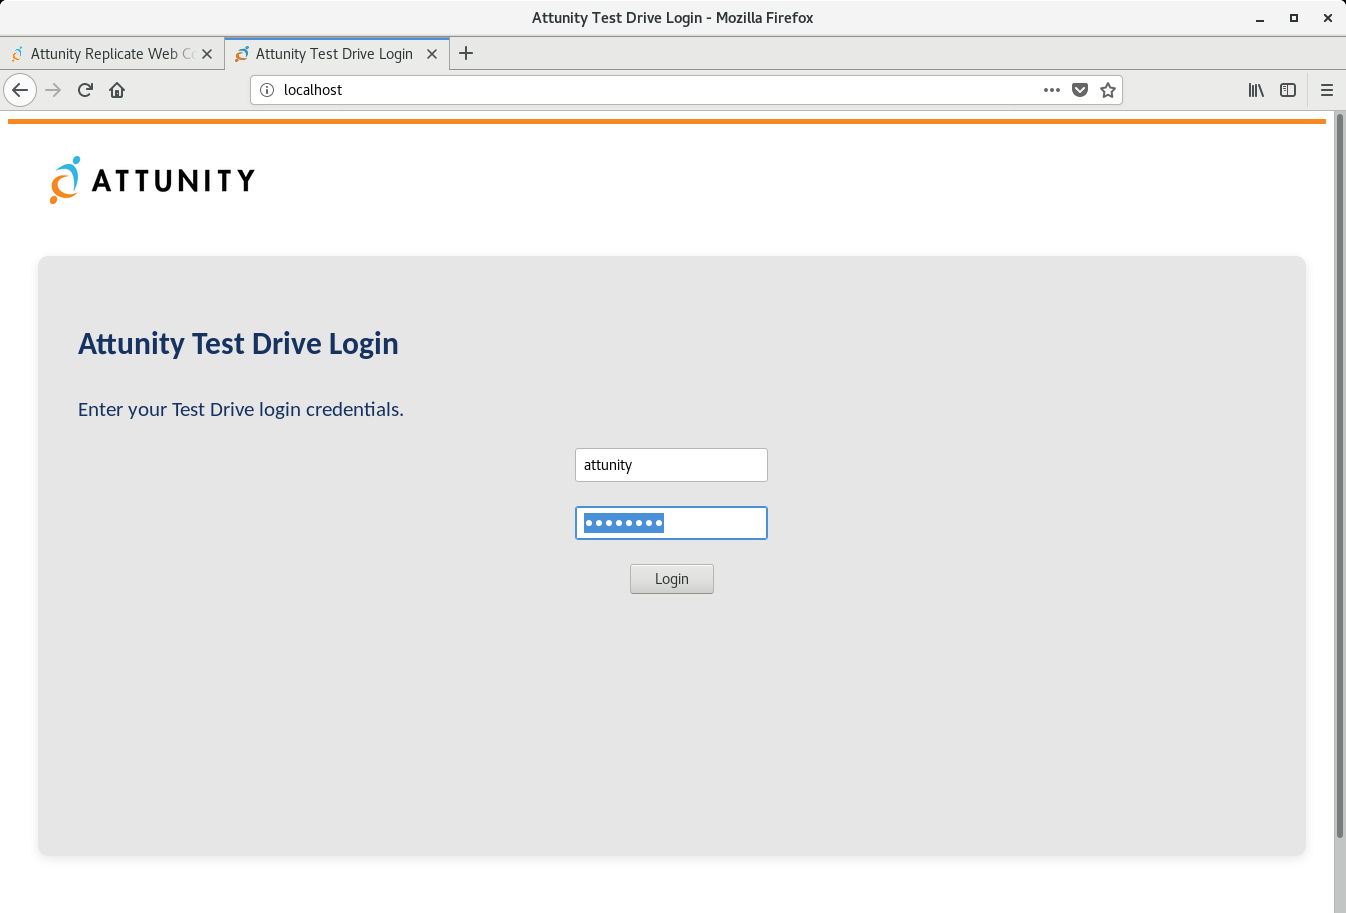 Attunity Test Drive Login - Mozilla Firefox
Attunity Replicate Web Co
Attunity Test Drive Login
localhost
ATTUNITY
Attunity Test Drive Login
Enter your Test Drive login credentials.
attunity
••••••••
Login